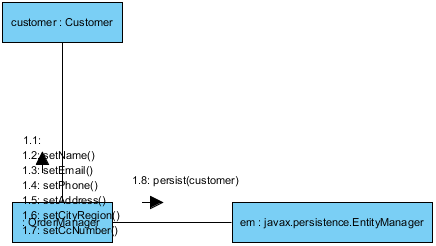 customer : Customer
1.1:
1.2: setName()
1.3: setEmail()
1.4: setPhone()
1.5: setAddress()
1.6: setCityRegion()
1.7: setCcNumber()
1.8: persist(customer)
: OrderManager
em : javax.persistence.EntityManager